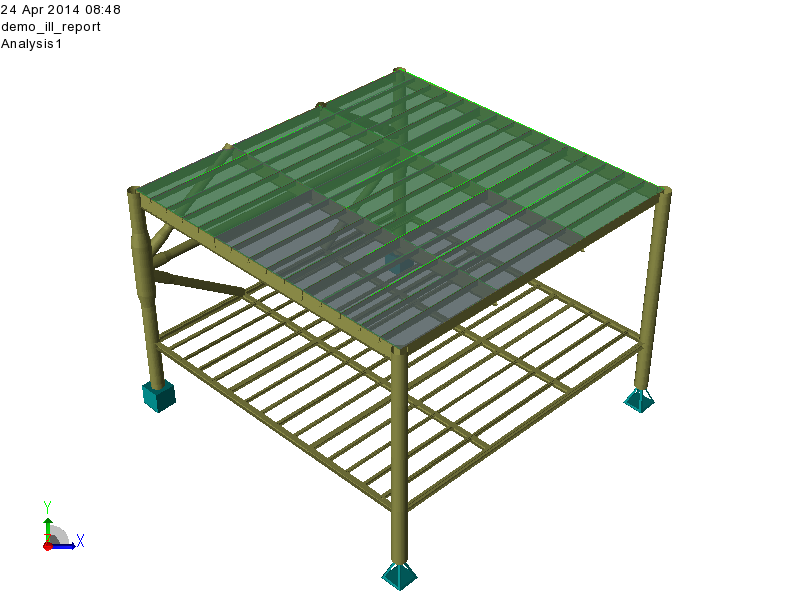 24 Apr 2014 08:48
demo_ill_report
Analysis1
Y
Z
X